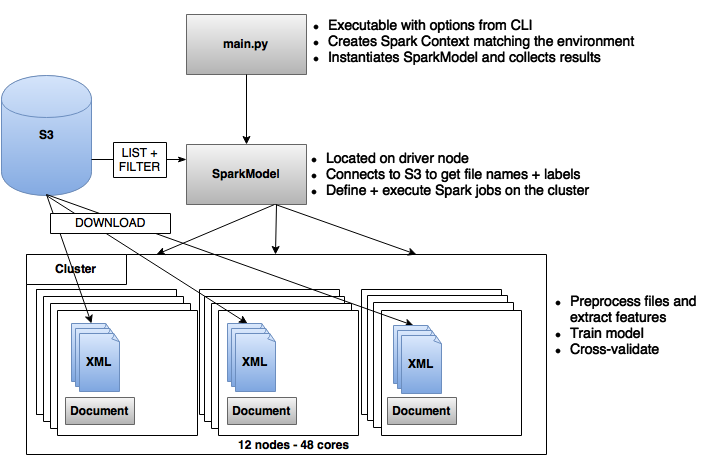 main.py
• Executable with options from CLI
• Creates Spark Context matching the environment
• Instantiates SparkModel and collects results
S3
LIST +
FILTER
SparkModel
• Located on driver node
• Connects to S3 to get file names + labels
• Define + execute Spark jobs on the cluster
DOWNLOAD
Cluster
XML
Document
XML
Document
XML
Document
12 nodes - 48 cores
• Preprocess files and
extract features
• Train model
• Cross-validate